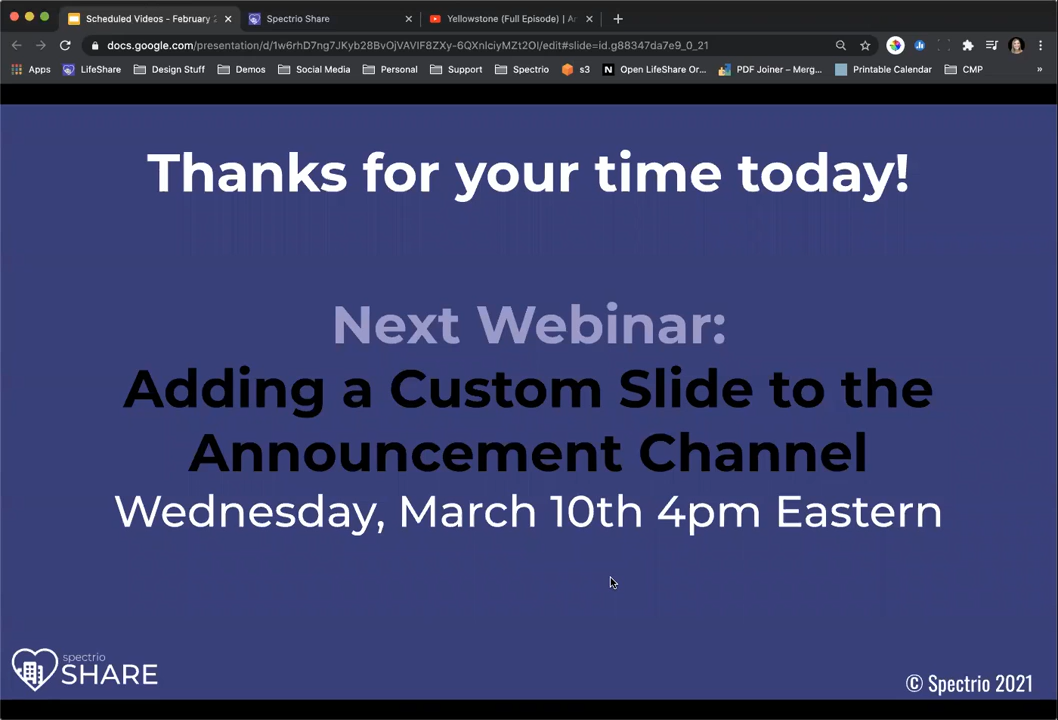 Scheduled Videos - February 2
Spectrio Share
Yellowstone (Full Episode) | Ar
docs.google.com/presentation/d/1w6rhD7ng7JKyb28BvOjVAVIF8ZXy-6QXnIciyMZt2OI/edit#slide=id.g88347da7e9_0_21
Apps LifeShare Design Stuff Demos Social Media Personal Support Spectrio s3 Open LifeShare Or... PDF Joiner – Merg... Printable Calendar CMP »
Thanks for your time today!
Next Webinar:
Adding a Custom Slide to the
Announcement Channel
Wednesday, March 10th 4pm Eastern
spectrio
SHARE
© Spectrio 2021